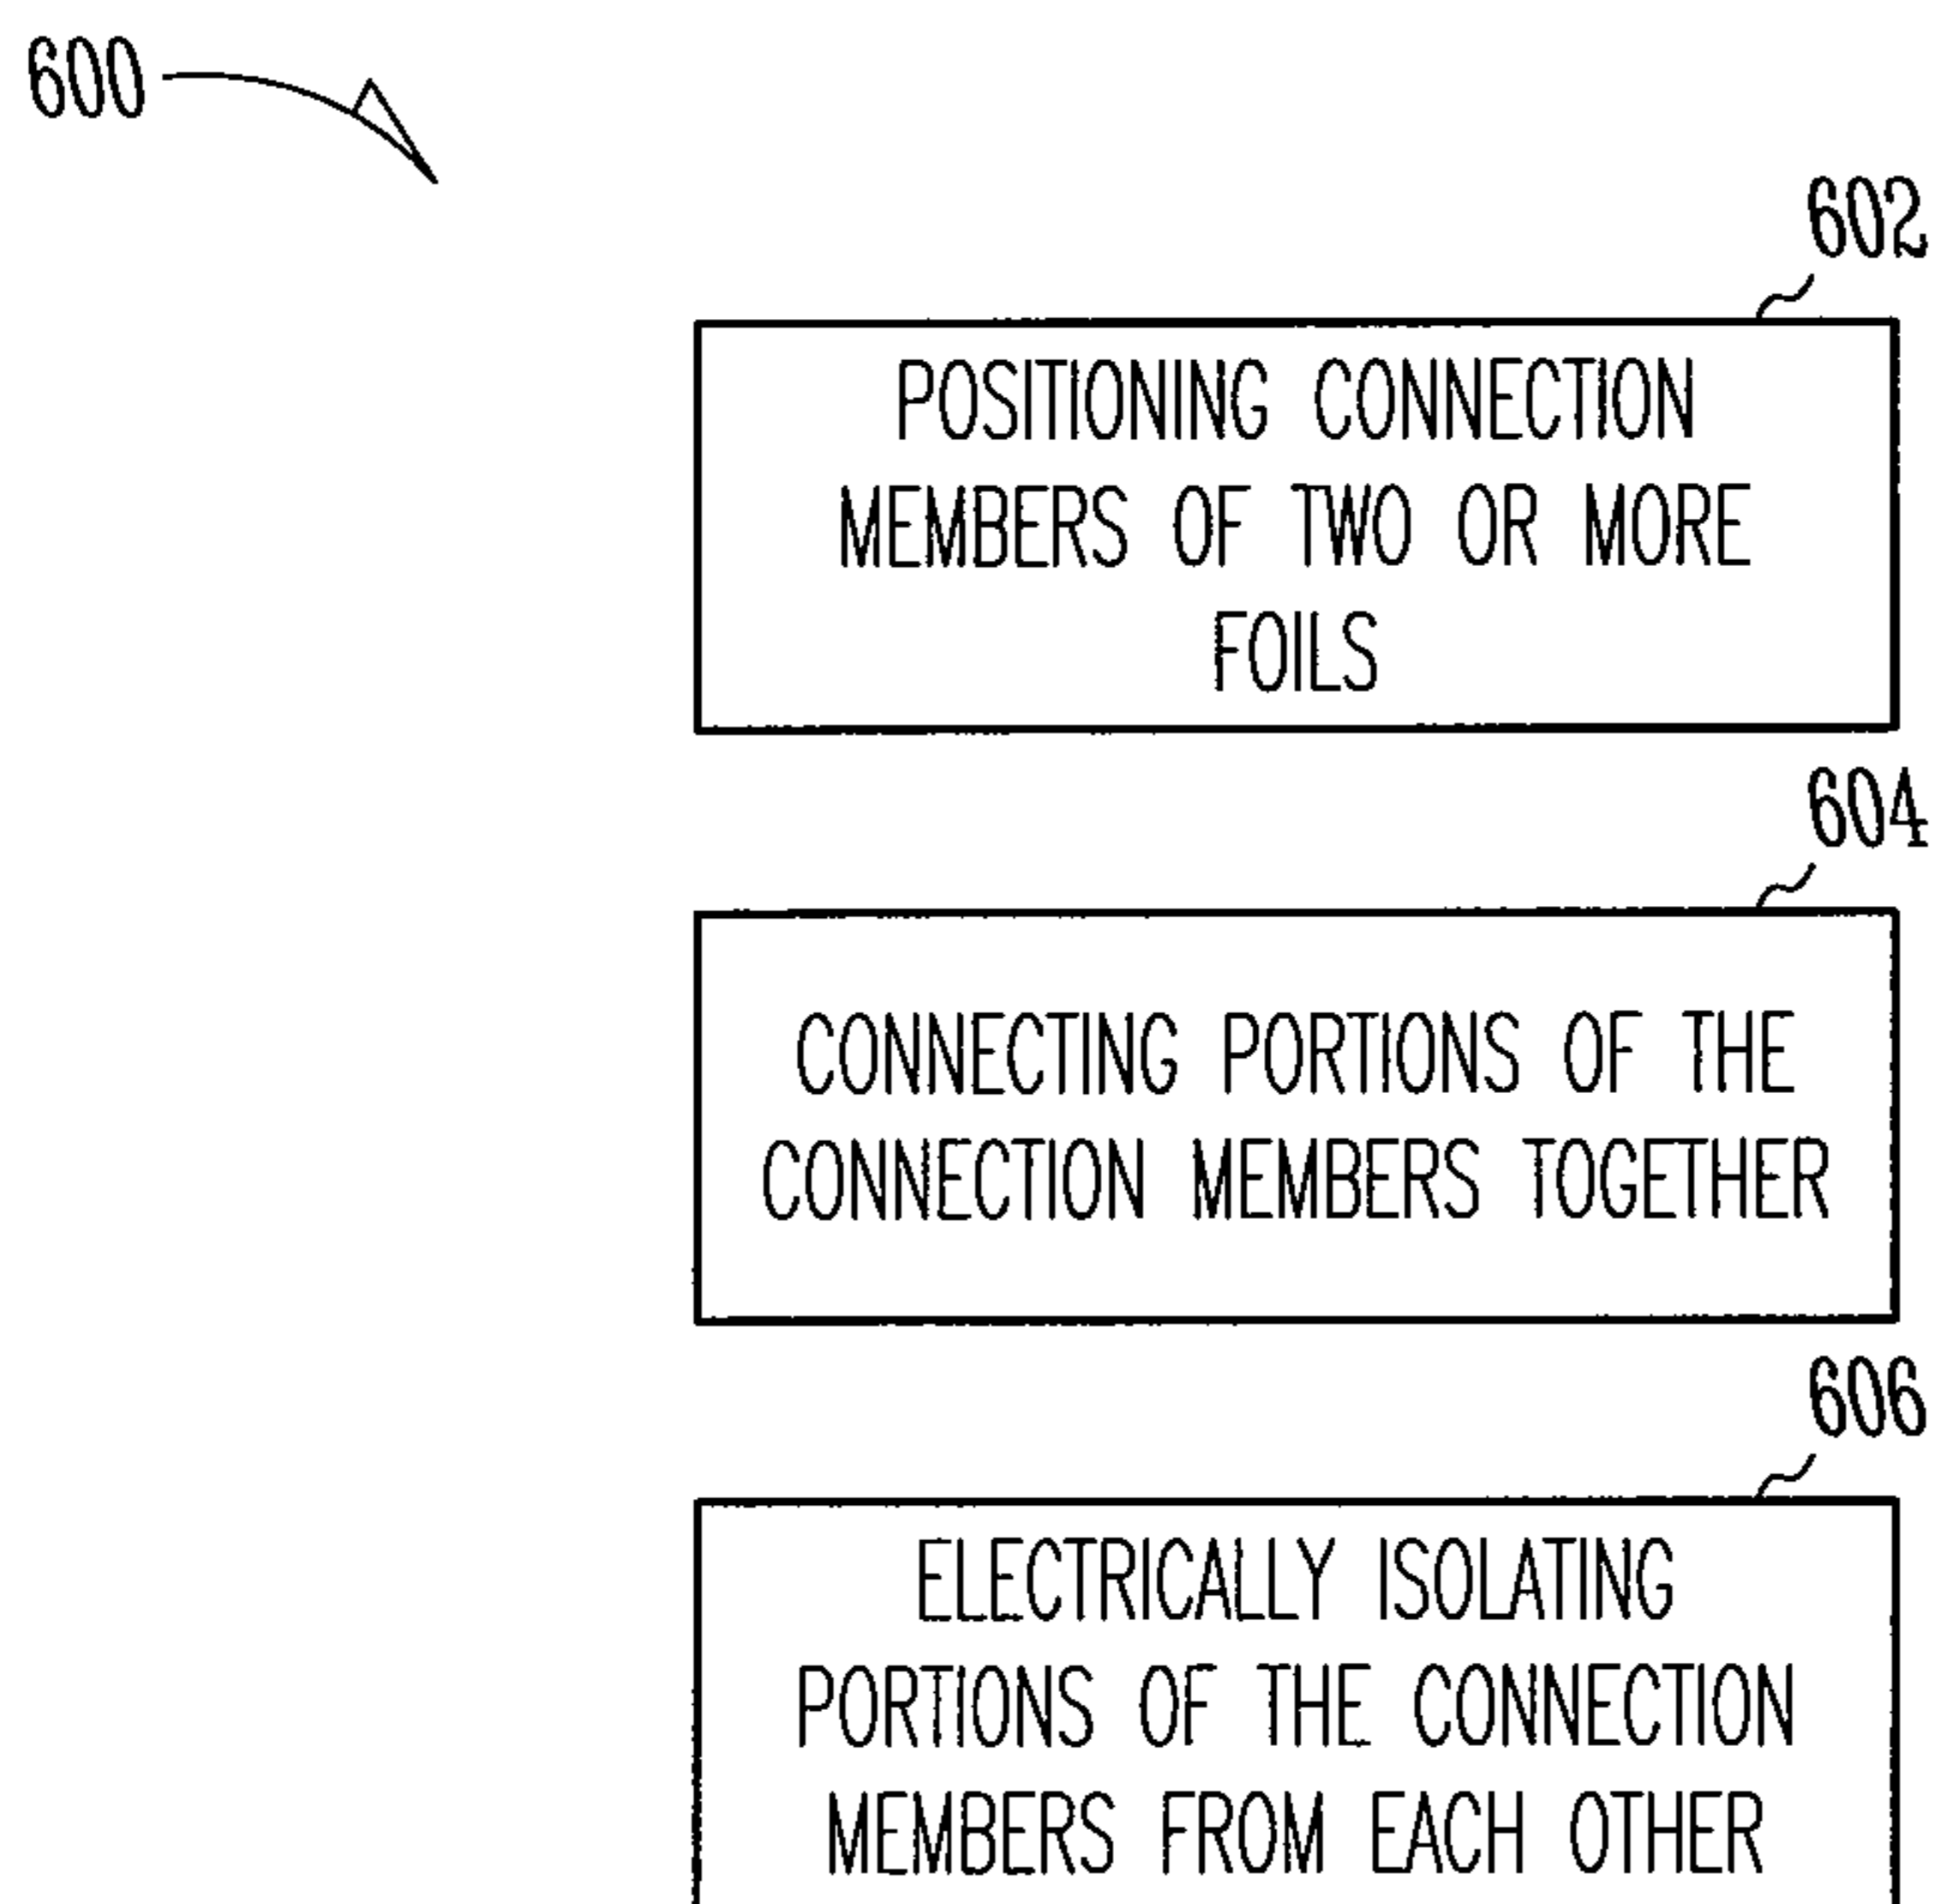 600
602
POSITIONING CONNECTION
MEMBERS OF TWO OR MORE
FOILS
604
CONNECTING PORTIONS OF THE
CONNECTION MEMBERS TOGETHER
606
ELECTRICALLY ISOLATING
PORTIONS OF THE CONNECTION
MEMBERS FROM EACH OTHER